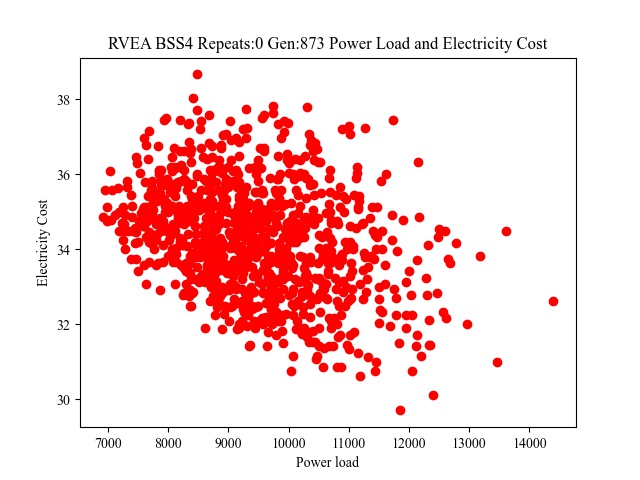 RVEA BSS4 Repeats:0 Gen:873 Power Load and Electricity Cost
38
36
34
32
30
Electricity Cost
7000 8000 9000 10000 11000 12000 13000 14000
Power load